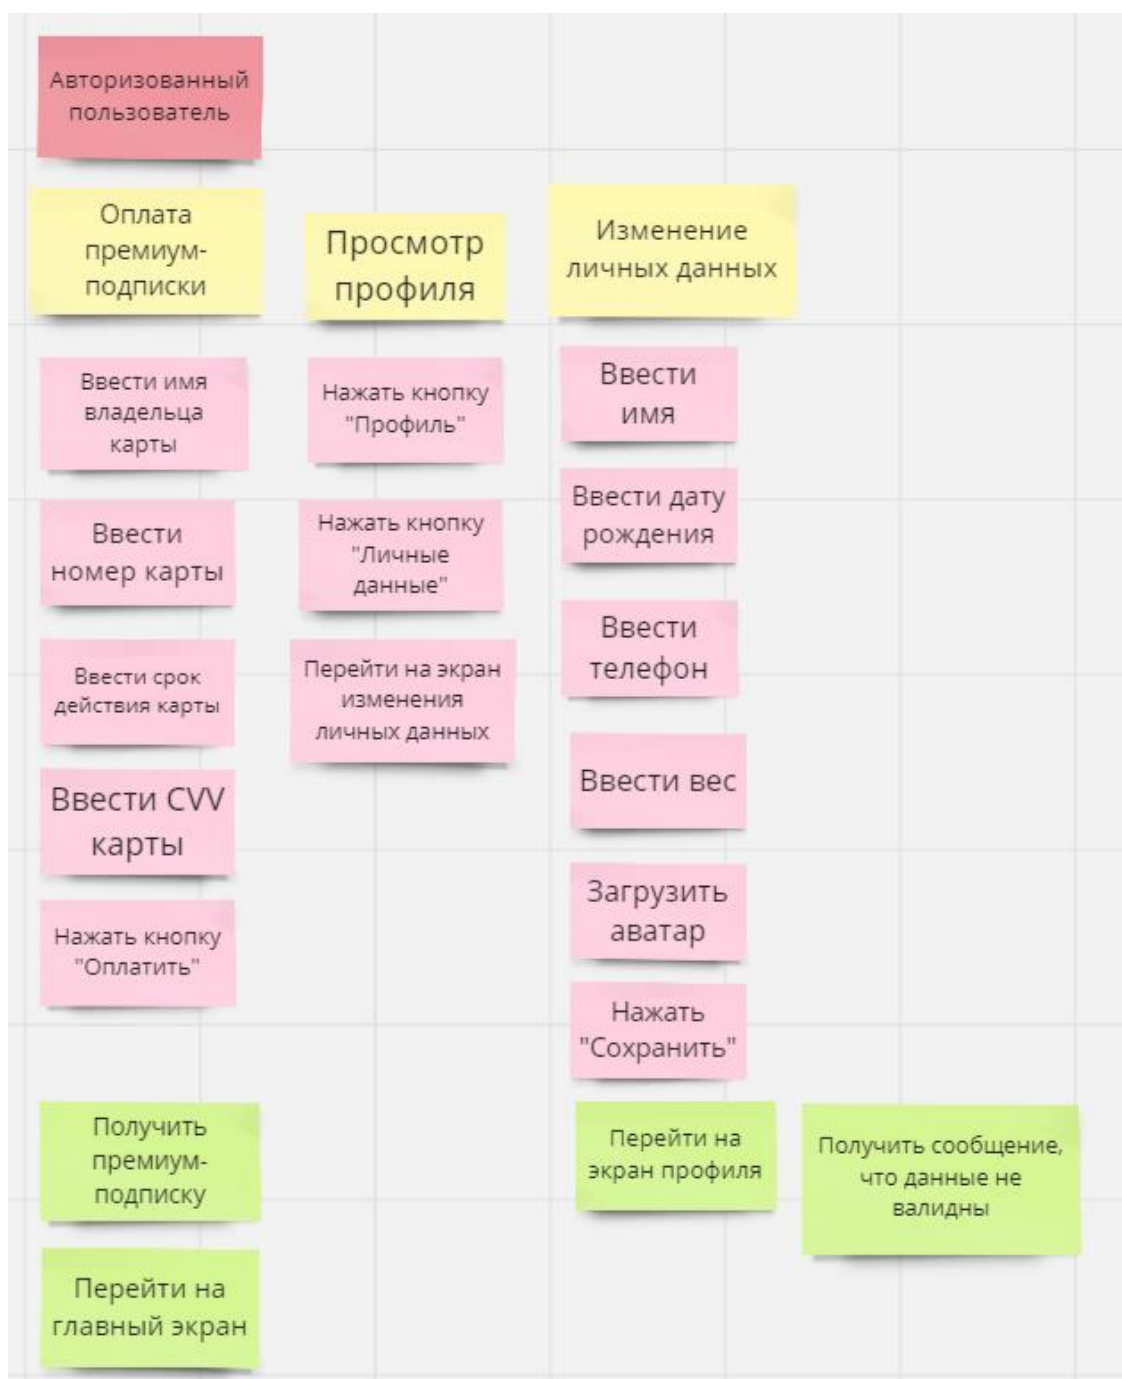 Авторизованный
пользователь
Оплата
премиум-
подписки
Просмотр
профиля
Изменение
личных данных
Ввести имя
владельца
карты
Нажать кнопку
"Профиль"
Ввести
имя
Ввести
номер карты
Нажать кнопку
"Личные
данные"
Ввести дату
рождения
Ввести срок
действия карты
Перейти на экран
изменения
личных данных
Ввести
телефон
Ввести CVV
карты
Ввести вес
Нажать кнопку
"Оплатить"
Загрузить
аватар
Нажать
"Сохранить"
Получить
премиум-
подписку
Перейти на
экран профиля
Получить сообщение,
что данные не
валидны
Перейти на
главный экран